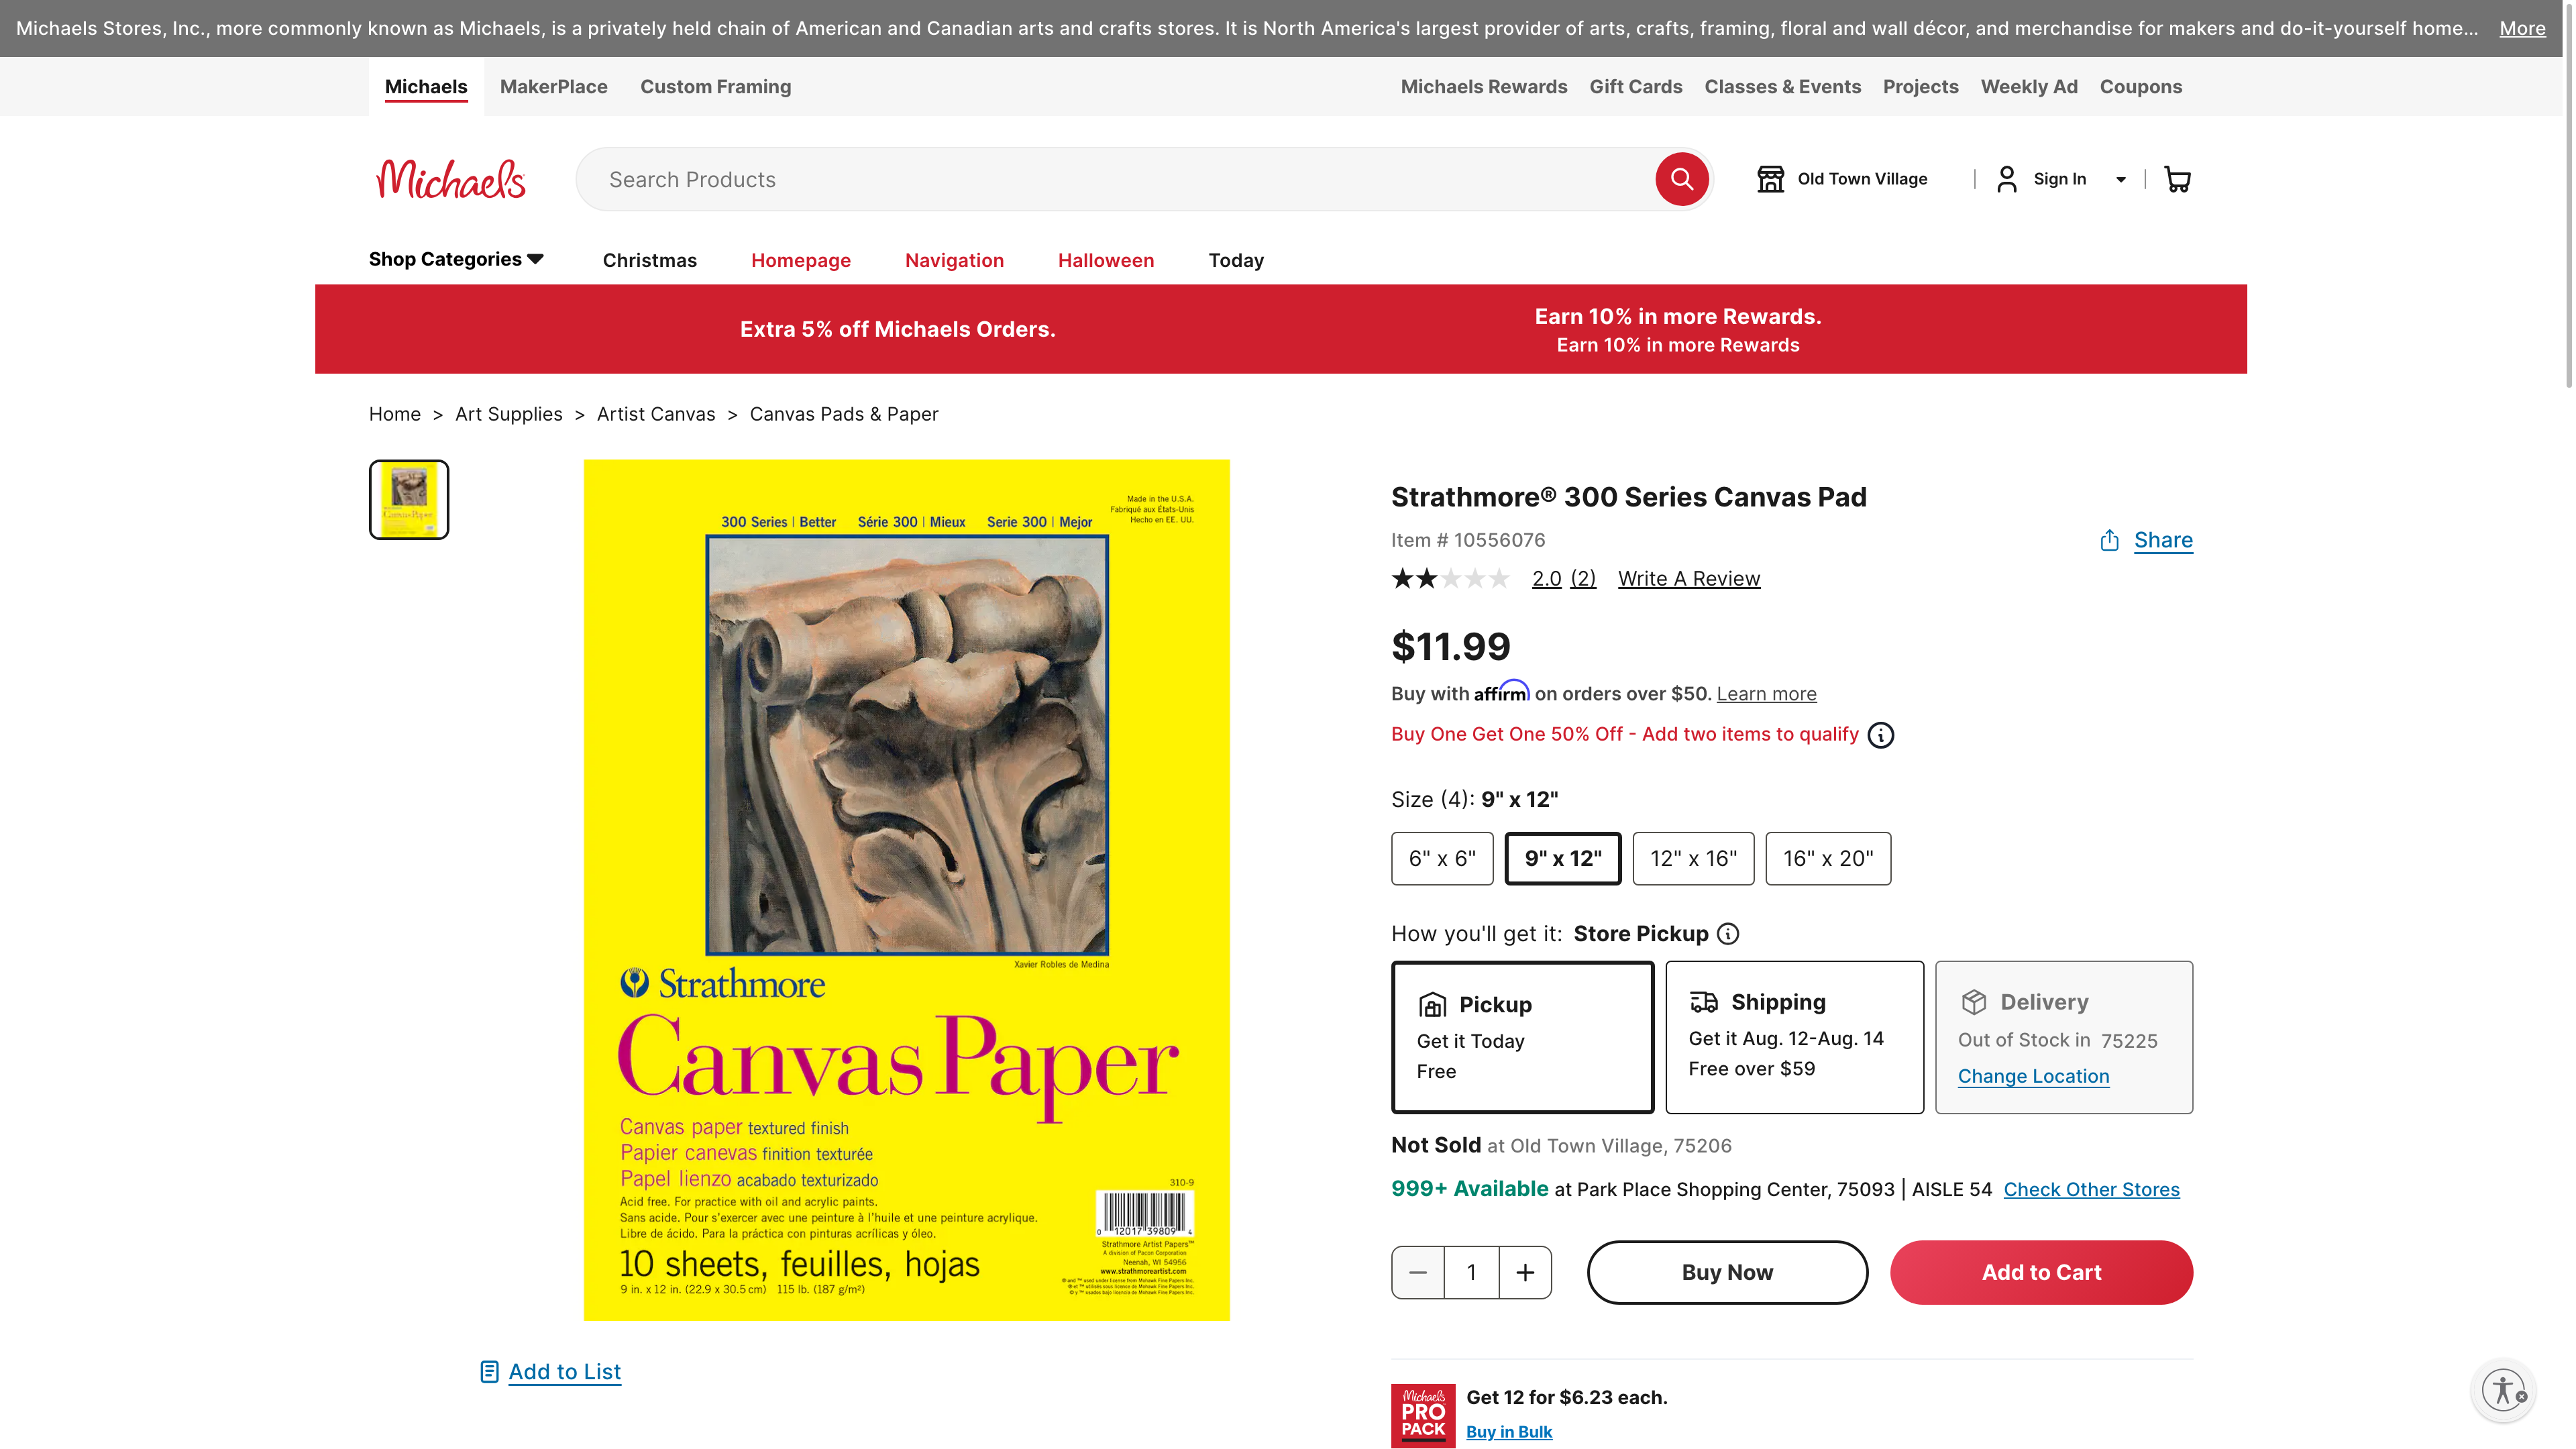 Michaels Stores, Inc., more commonly known as Michaels, is a privately held chain of American and Canadian arts and crafts stores. It is North America's largest provider of arts, crafts, framing, floral and wall décor, and merchandise for makers and do-it-yourself home... More
Michaels MakerPlace Custom Framing Michaels Rewards Gift Cards Classes & Events Projects Weekly Ad Coupons
Michaels Search Products Old Town Village Sign In
Shop Categories Christmas Homepage Navigation Halloween Today
Extra 5% off Michaels Orders.
Earn 10% in more Rewards.
Earn 10% in more Rewards
Home > Art Supplies > Artist Canvas > Canvas Pads & Paper
Made in the U.S.A.
Fabriqué aux États-Unis
Hecho en EE. UU.
300 Series | Better Série 300 | Mieux Serie 300 | Mejor
Xavier Robles de Medina
Strathmore
Canvas Paper
Canvas paper textured finish
Papier canevas finition texturée
Papel lienzo acabado texturizado
Acid free. For practice with oil and acrylic paints.
Sans acide. Pour s'exercer avec une peinture à l'huile et une peinture acrylique.
Libre de ácido. Para la práctica con pinturas acrílicas y óleo.
10 sheets, feuilles, hojas
9 in. x 12 in. (22.9 x 30.5 cm) 115 lb. (187 g/m²)
310-9
0 12017 39809 4
Strathmore Artist Papers™
A division of Pacon Corporation
Neenah, WI 54956
www.strathmoreartist.com
Add to List
Strathmore® 300 Series Canvas Pad
Item # 10556076
Share
2.0 (2) Write A Review
$11.99
Buy with affirm on orders over $50. Learn more
Buy One Get One 50% Off - Add two items to qualify
Size (4): 9" x 12"
6" x 6" 9" x 12" 12" x 16" 16" x 20"
How you'll get it: Store Pickup
Pickup
Get it Today
Free
Shipping
Get it Aug. 12-Aug. 14
Free over $59
Delivery
Out of Stock in 75225
Change Location
Not Sold at Old Town Village, 75206
999+ Available at Park Place Shopping Center, 75093 | AISLE 54 Check Other Stores
1 Buy Now Add to Cart
Michaels
PRO
PACK
Get 12 for $6.23 each.
Buy in Bulk